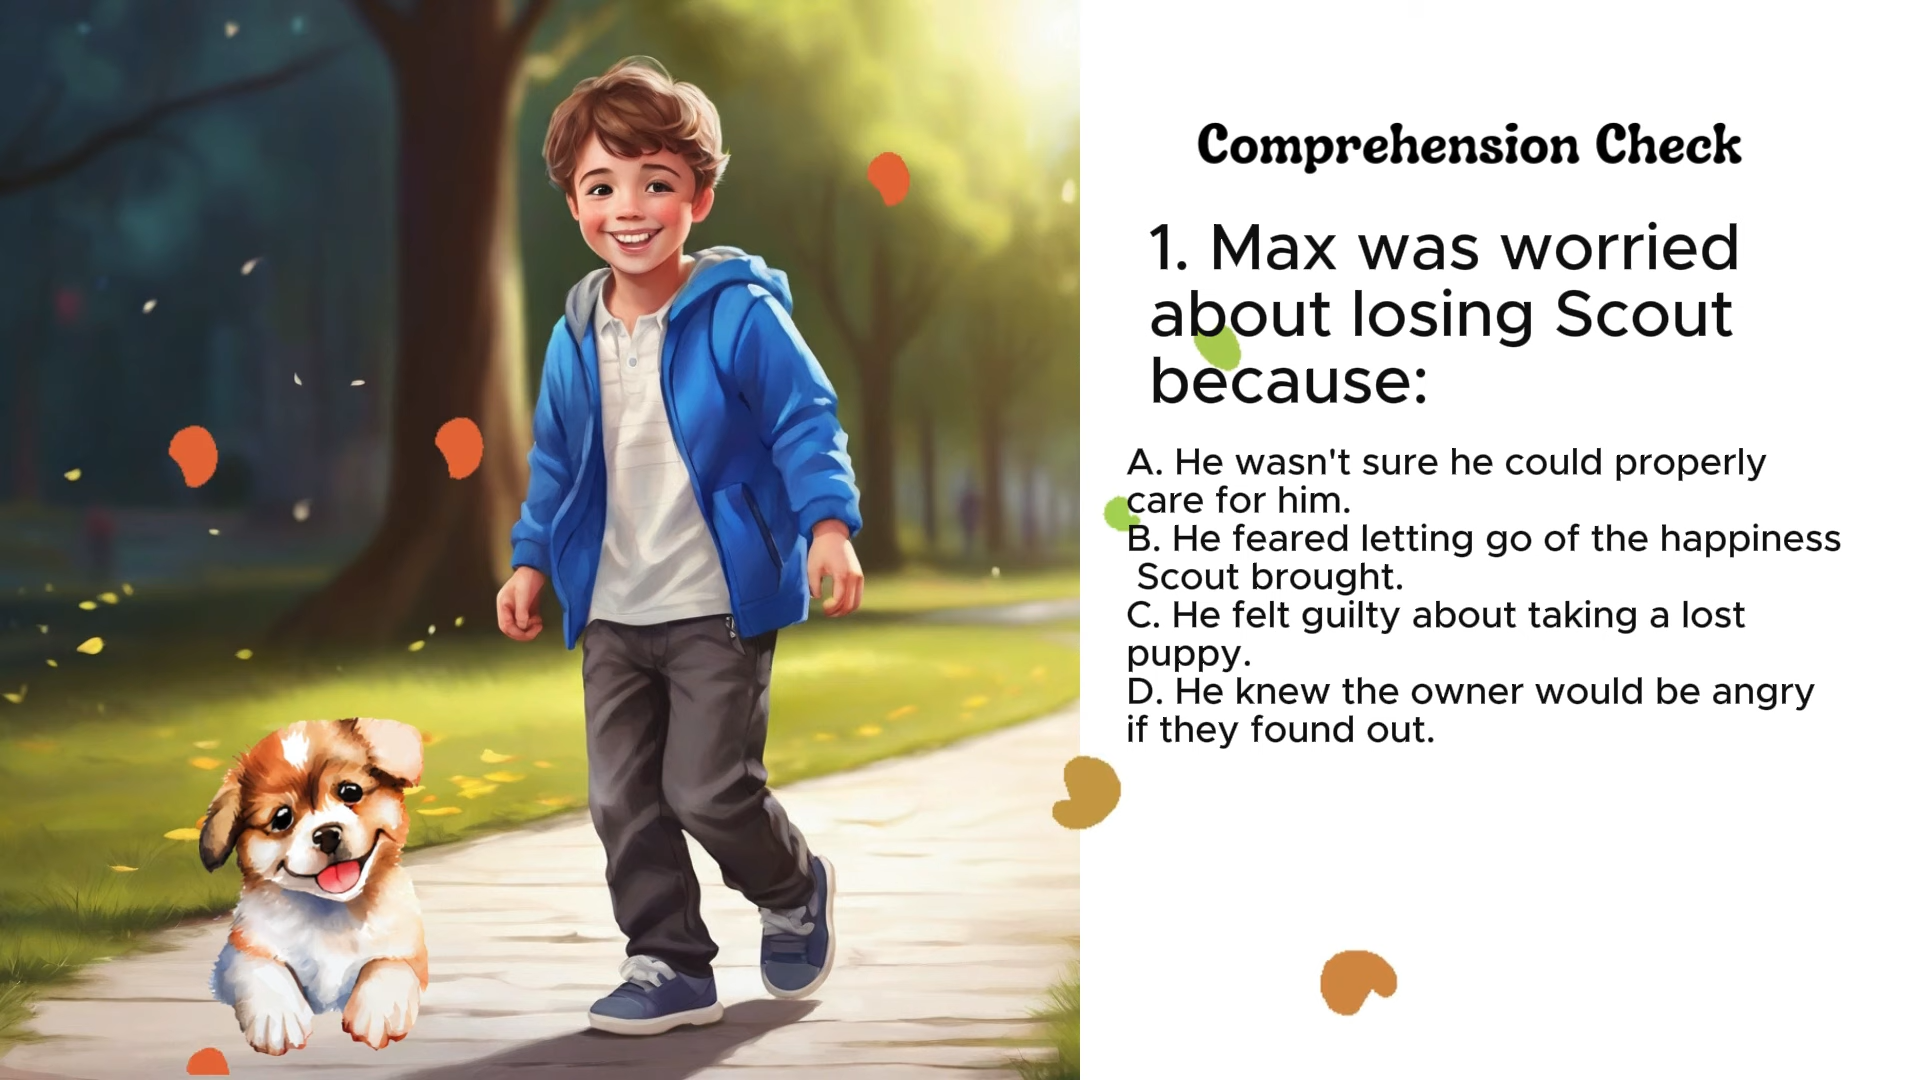 Comprehension Check
1. Max was worried
about losing Scout
because:
A. He wasn't sure he could properly
care for him.
B. He feared letting go of the happiness
Scout brought.
C. He felt guilty about taking a lost
puppy.
D. He knew the owner would be angry
if they found out.